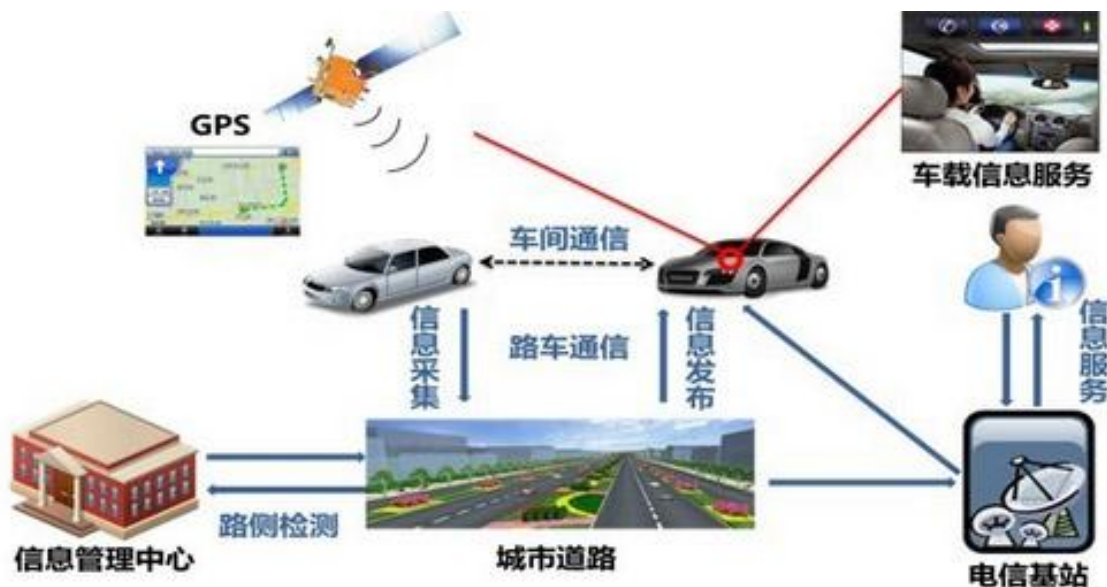 GPS
车载信息服务
车间通信
信息采集
路车通信
信息发布
信息服务
路侧检测
信息管理中心
城市道路
电信基站